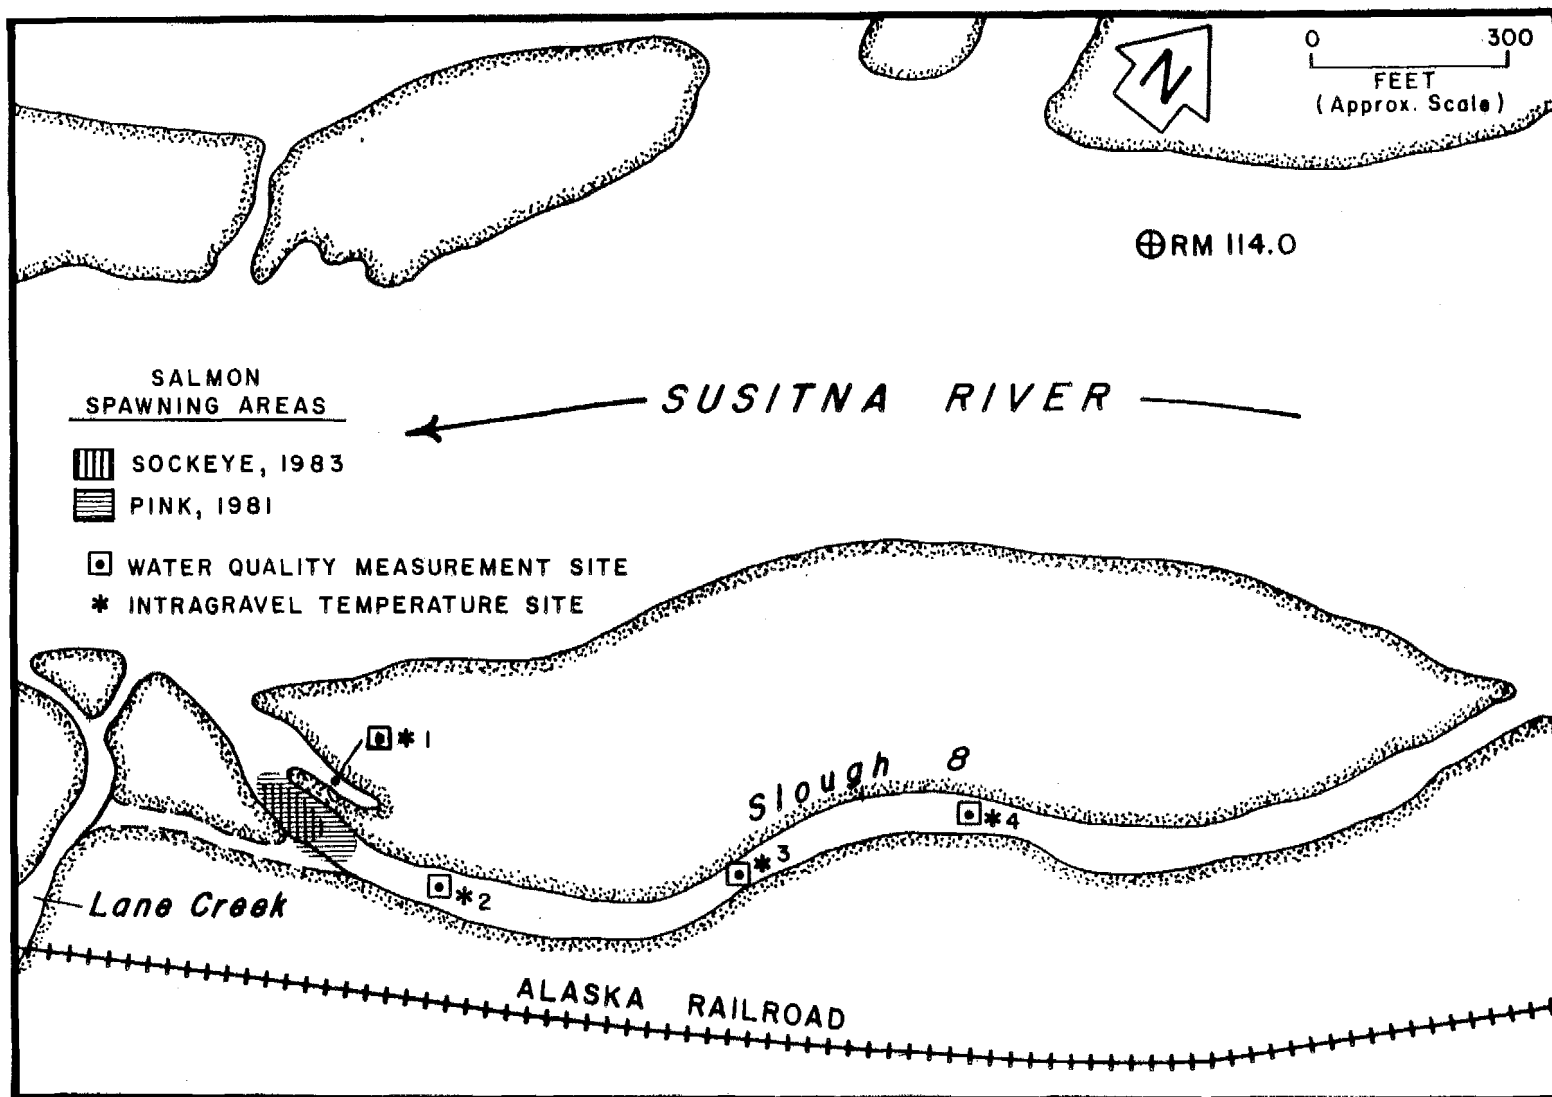 N
0 300
FEET
(Approx. Scale)
⊕RM 114.0
SUSITNA RIVER
SALMON
SPAWNING AREAS
SOCKEYE, 1983
PINK, 1981
WATER QUALITY MEASUREMENT SITE
* INTRAGRAVEL TEMPERATURE SITE
*1
Slough 8
*4
*3
*2
Lane Creek
ALASKA RAILROAD